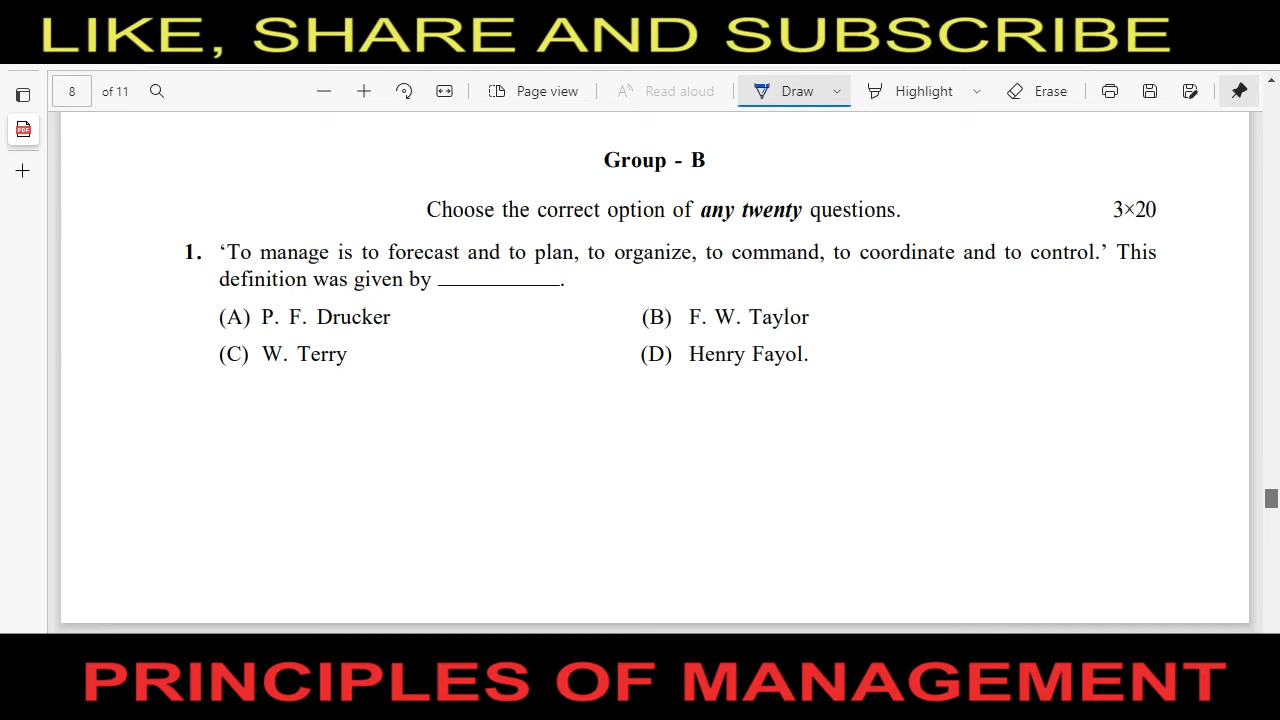 LIKE, SHARE AND SUBSCRIBE
8 of 11 Page view Read aloud Draw Highlight Erase
PDF
Group - B
Choose the correct option of any twenty questions. 3×20
1. ‘To manage is to forecast and to plan, to organize, to command, to coordinate and to control.’ This
definition was given by ___________.
(A) P. F. Drucker (B) F. W. Taylor
(C) W. Terry (D) Henry Fayol.
PRINCIPLES OF MANAGEMENT